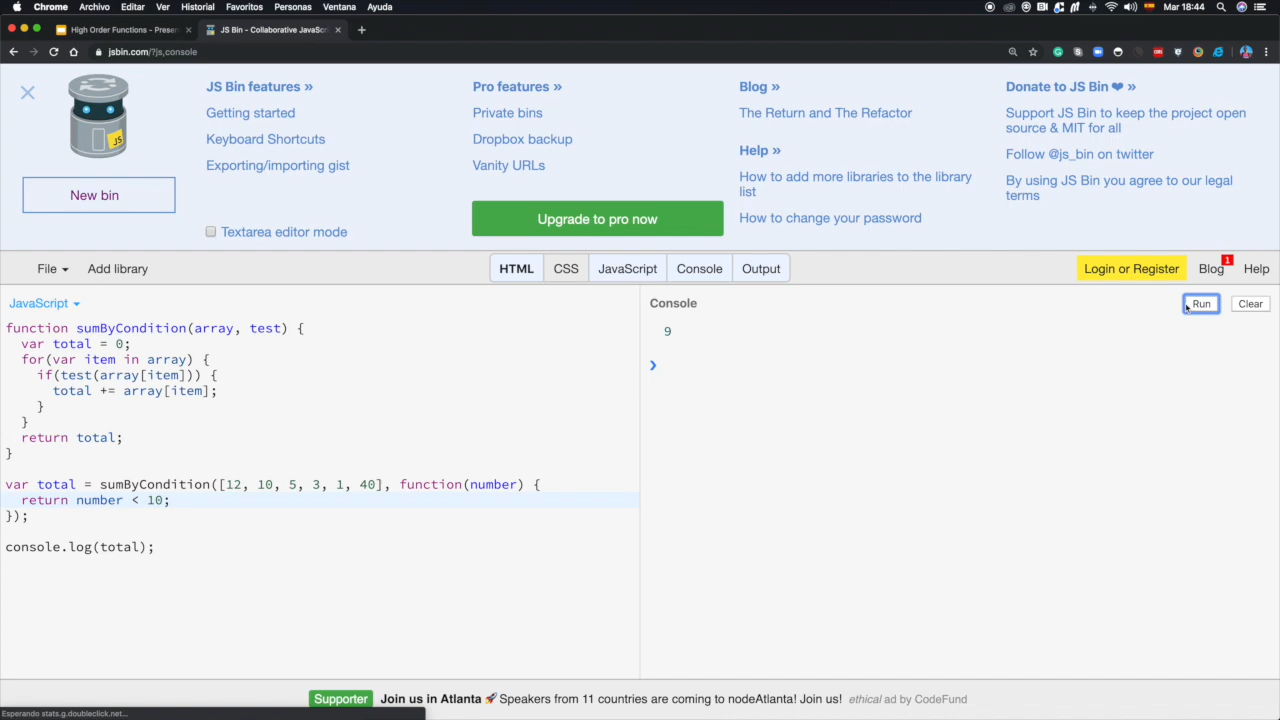 Chrome Archivo Editar Ver Historial Favoritos Personas Ventana Ayuda Mar 18:44
High Order Functions - Presen
JS Bin - Collaborative JavaScri
jsbin.com/?js,console
JS
New bin
JS Bin features »
Getting started
Keyboard Shortcuts
Exporting/importing gist
Textarea editor mode
Pro features »
Private bins
Dropbox backup
Vanity URLs
Upgrade to pro now
Blog »
The Return and The Refactor
Help »
How to add more libraries to the library
list
How to change your password
Donate to JS Bin ❤ »
Support JS Bin to keep the project open
source & MIT for all
Follow @js_bin on twitter
By using JS Bin you agree to our legal
terms
File Add library HTML CSS JavaScript Console Output Login or Register Blog 1 Help
JavaScript
function sumByCondition(array, test) {
var total = 0;
for(var item in array) {
if(test(array[item])) {
total += array[item];
}
}
return total;
}
var total = sumByCondition([12, 10, 5, 3, 1, 40], function(number) {
return number < 10;
});
console.log(total);
Console Run Clear
9
Supporter Join us in Atlanta 🚀 Speakers from 11 countries are coming to nodeAtlanta! Join us! ethical ad by CodeFund
Esperando stats.g.doubleclick.net...